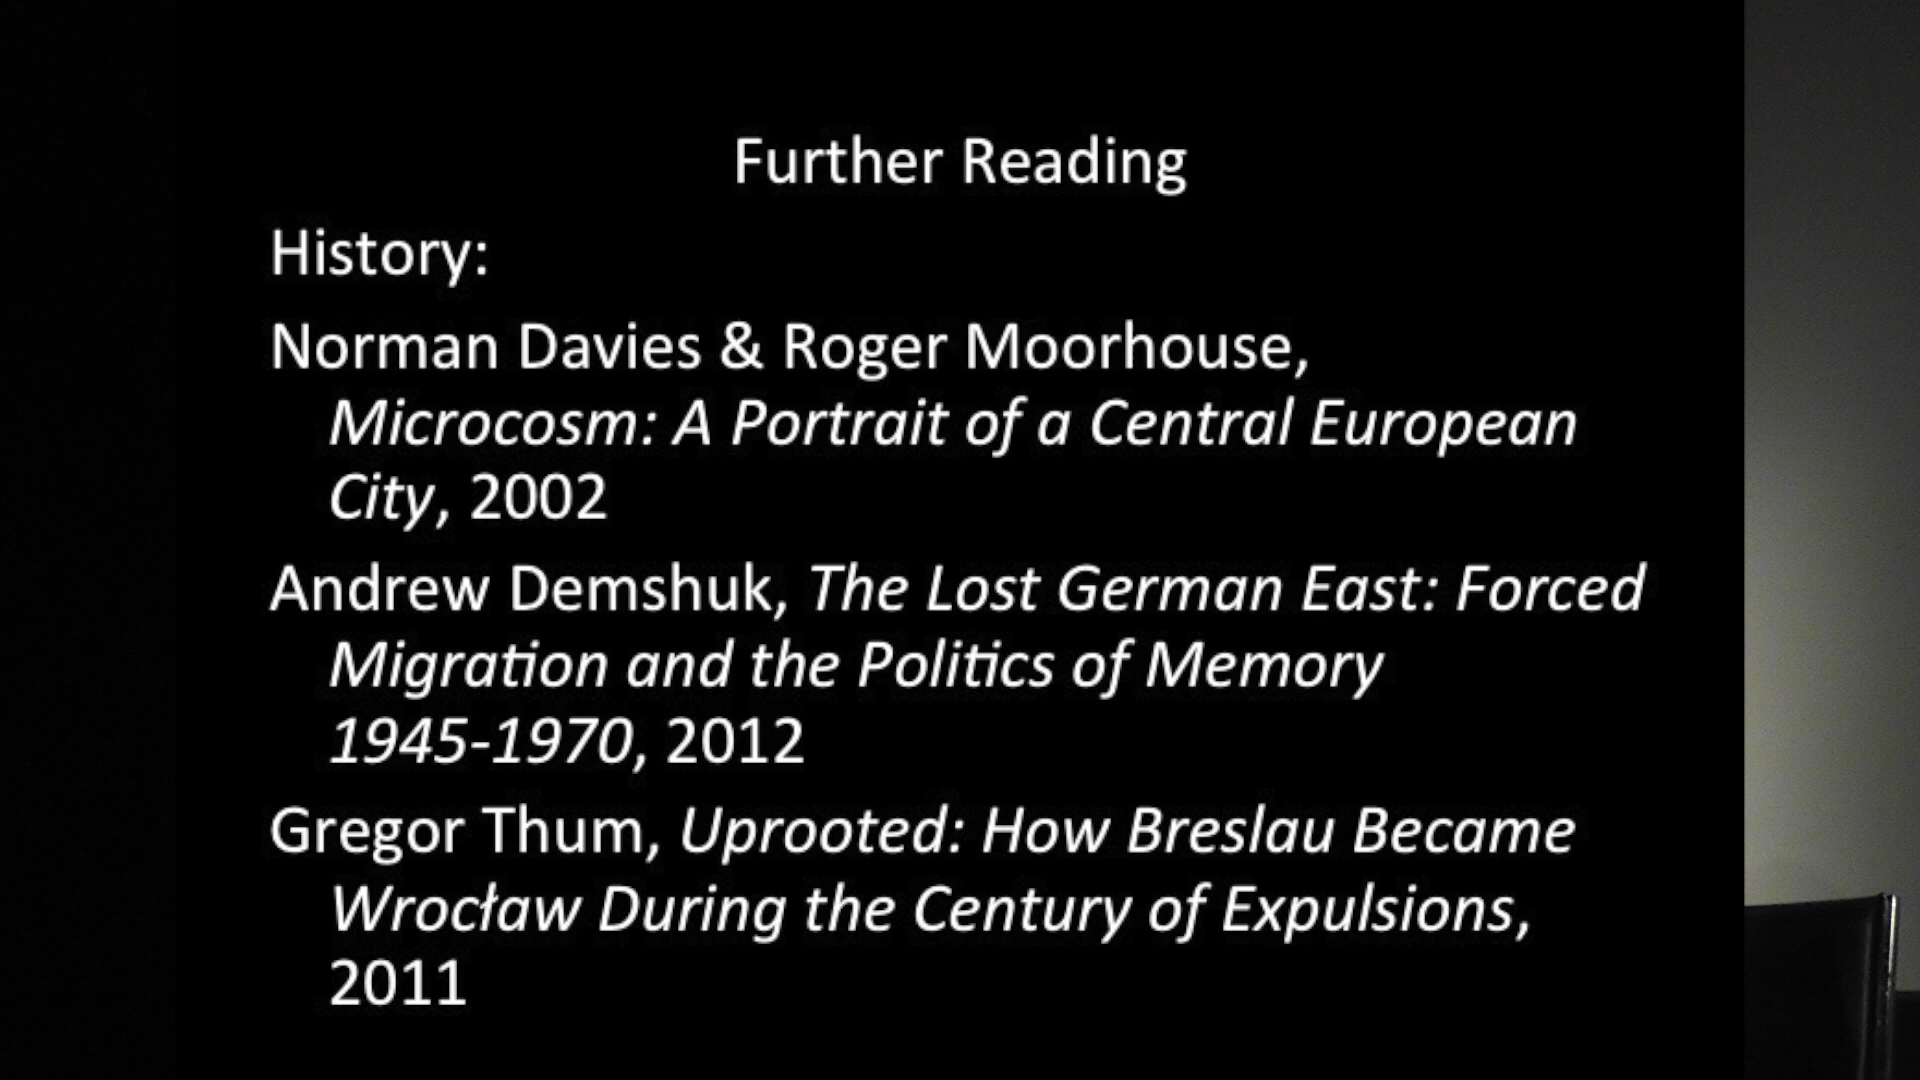 Further Reading
History:
Norman Davies & Roger Moorhouse,
Microcosm: A Portrait of a Central European
City, 2002
Andrew Demshuk, The Lost German East: Forced
Migration and the Politics of Memory
1945-1970, 2012
Gregor Thum, Uprooted: How Breslau Became
Wrocław During the Century of Expulsions,
2011